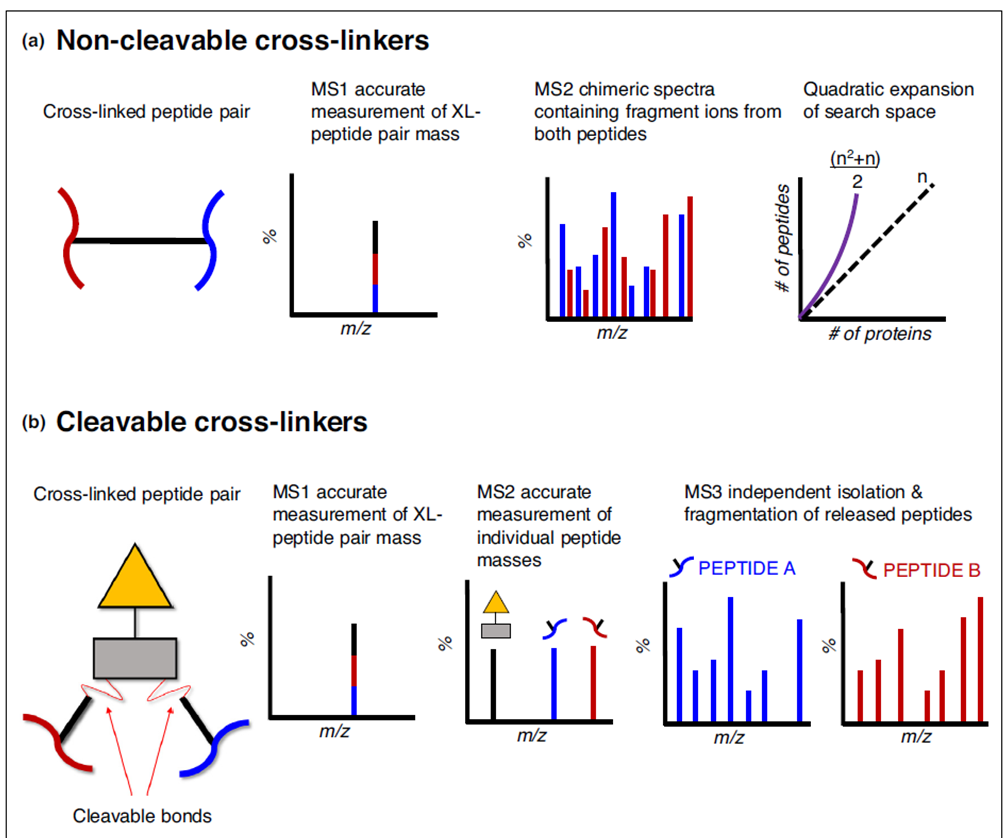 (a) Non-cleavable cross-linkers
Cross-linked peptide pair
MS1 accurate
measurement of XL-
peptide pair mass
%
m/z
MS2 chimeric spectra
containing fragment ions from
both peptides
%
m/z
Quadratic expansion
of search space
(n²+n)
2
n
# of peptides
# of proteins
(b) Cleavable cross-linkers
Cross-linked peptide pair
Cleavable bonds
MS1 accurate
measurement of XL-
peptide pair mass
%
m/z
MS2 accurate
measurement of
individual peptide
masses
%
m/z
MS3 independent isolation &
fragmentation of released peptides
PEPTIDE A
%
m/z
PEPTIDE B
%
m/z